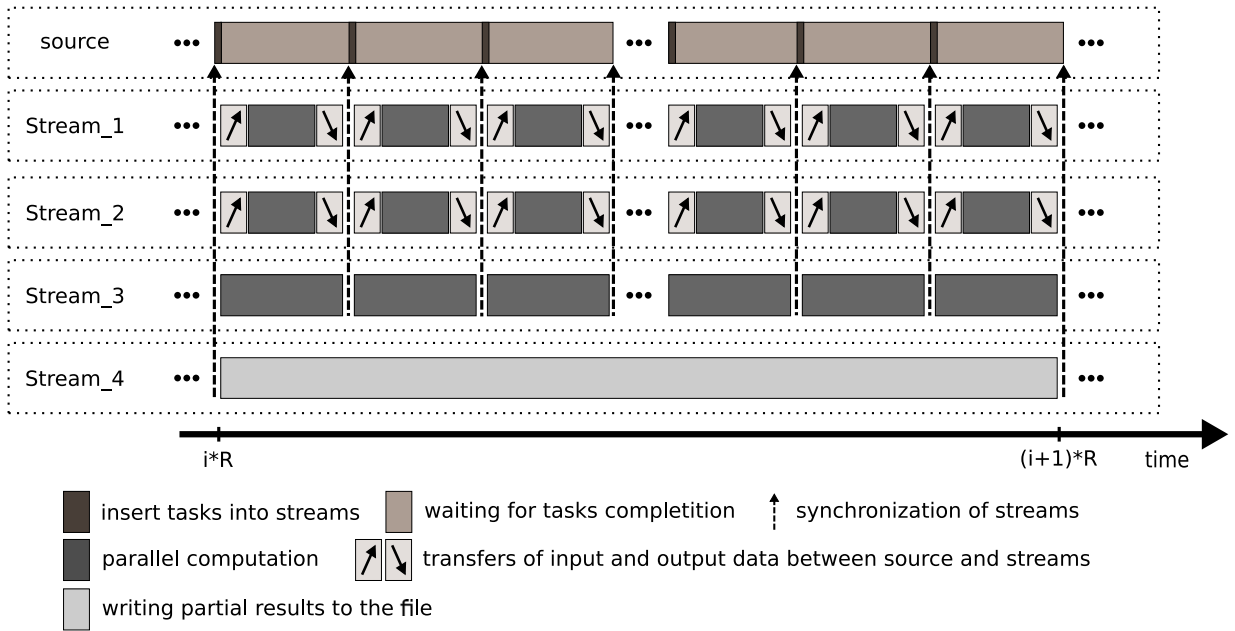 source
Stream_1
Stream_2
Stream_3
Stream_4
i*R (i+1)*R time
insert tasks into streams waiting for tasks completition synchronization of streams
parallel computation transfers of input and output data between source and streams
writing partial results to the file